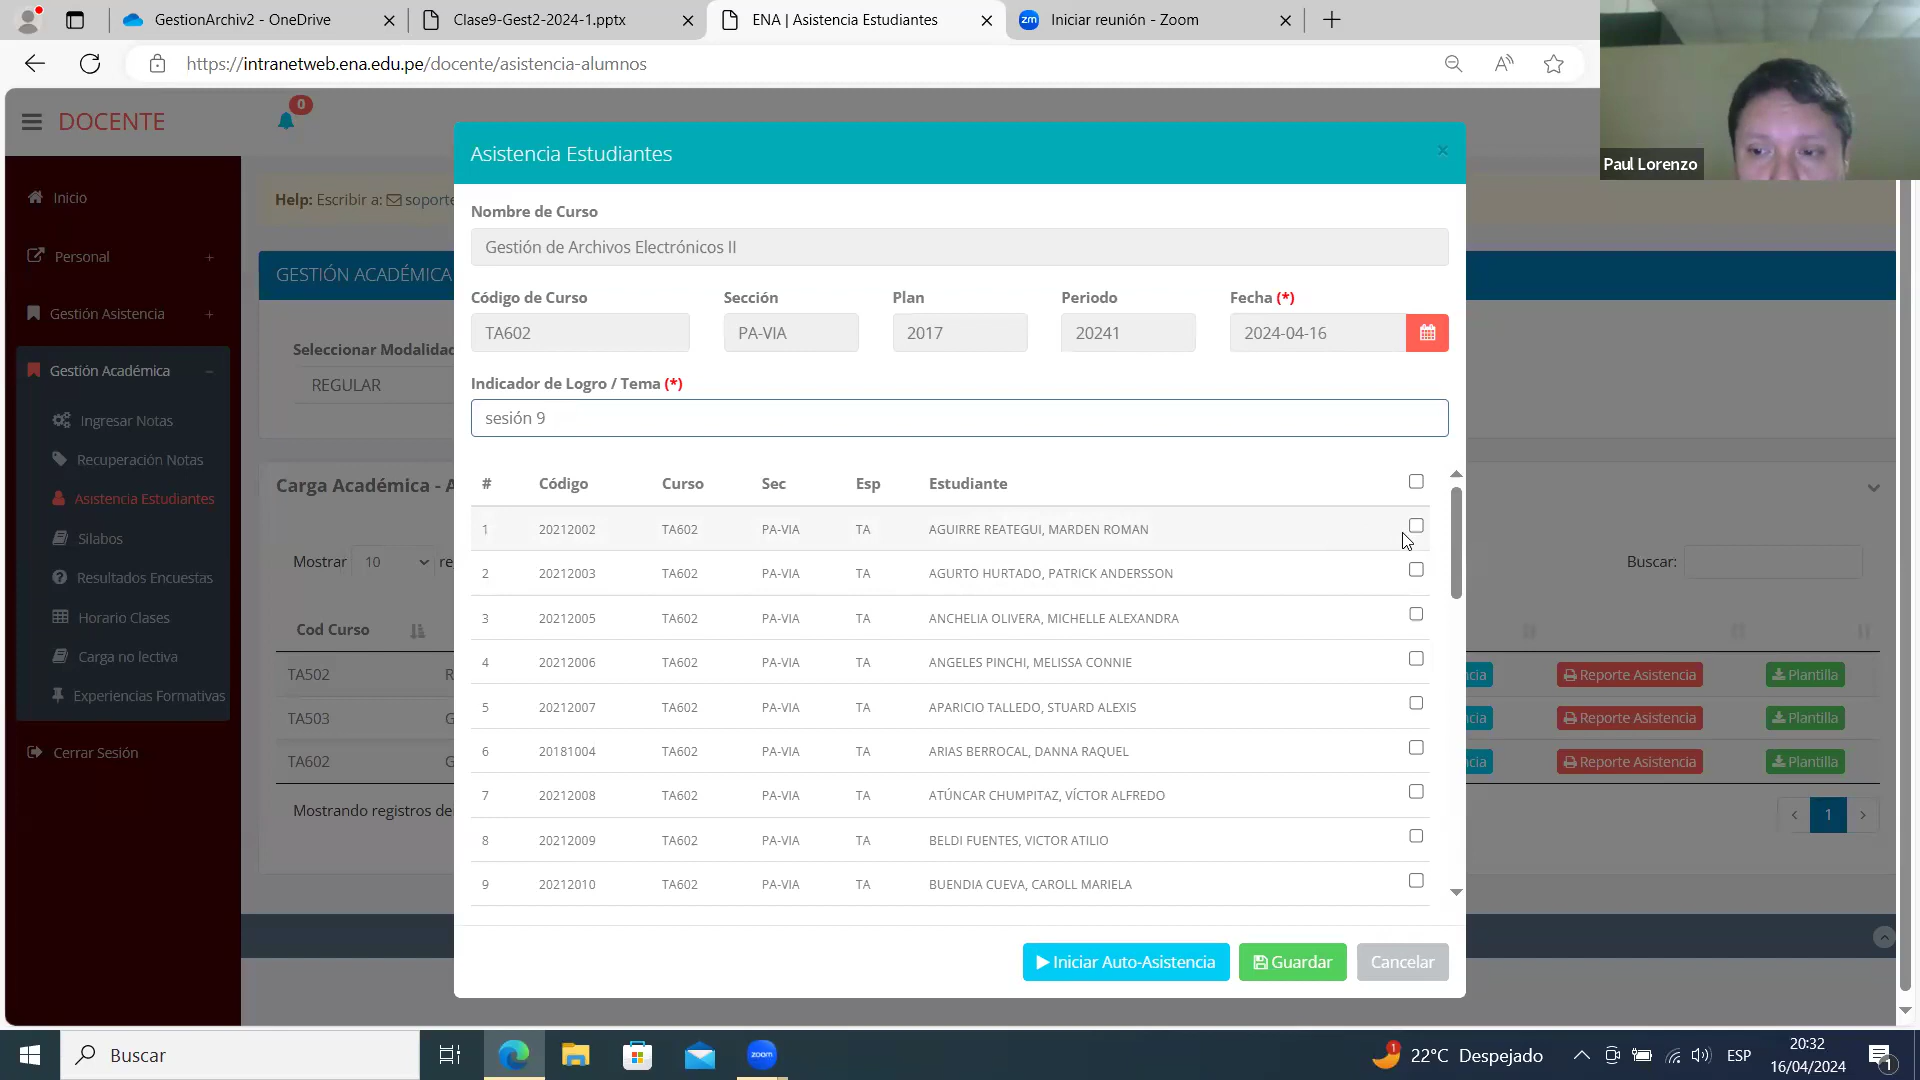 GestionArchiv2 - OneDrive
Clase9-Gest2-2024-1.pptx
ENA | Asistencia Estudiantes
zm Iniciar reunión - Zoom
https://intranetweb.ena.edu.pe/docente/asistencia-alumnos
DOCENTE
0
Inicio
Personal +
Gestión Asistencia +
Gestión Académica −
Ingresar Notas
Recuperación Notas
Asistencia Estudiantes
Silabos
Resultados Encuestas
Horario Clases
Carga no lectiva
Experiencias Formativas
Cerrar Sesión
Help: Escribir a: soporte
GESTIÓN ACADÉMICA
Seleccionar Modalidad
REGULAR
Carga Académica - A
Mostrar 10 re
Buscar:
Cod Curso
TA502 R
TA503 G
TA602 G
Mostrando registros de
ncia Reporte Asistencia Plantilla
ncia Reporte Asistencia Plantilla
ncia Reporte Asistencia Plantilla
< 1 >
Asistencia Estudiantes ×
Nombre de Curso
Gestión de Archivos Electrónicos II
Código de Curso Sección Plan Periodo Fecha (*)
TA602 PA-VIA 2017 20241 2024-04-16
Indicador de Logro / Tema (*)
sesión 9
# Código Curso Sec Esp Estudiante
1 20212002 TA602 PA-VIA TA AGUIRRE REATEGUI, MARDEN ROMAN
2 20212003 TA602 PA-VIA TA AGURTO HURTADO, PATRICK ANDERSSON
3 20212005 TA602 PA-VIA TA ANCHELIA OLIVERA, MICHELLE ALEXANDRA
4 20212006 TA602 PA-VIA TA ANGELES PINCHI, MELISSA CONNIE
5 20212007 TA602 PA-VIA TA APARICIO TALLEDO, STUARD ALEXIS
6 20181004 TA602 PA-VIA TA ARIAS BERROCAL, DANNA RAQUEL
7 20212008 TA602 PA-VIA TA ATÚNCAR CHUMPITAZ, VÍCTOR ALFREDO
8 20212009 TA602 PA-VIA TA BELDI FUENTES, VICTOR ATILIO
9 20212010 TA602 PA-VIA TA BUENDIA CUEVA, CAROLL MARIELA
Iniciar Auto-Asistencia Guardar Cancelar
Paul Lorenzo
Buscar
zoom
1
22°C Despejado
ESP
20:32
16/04/2024
1